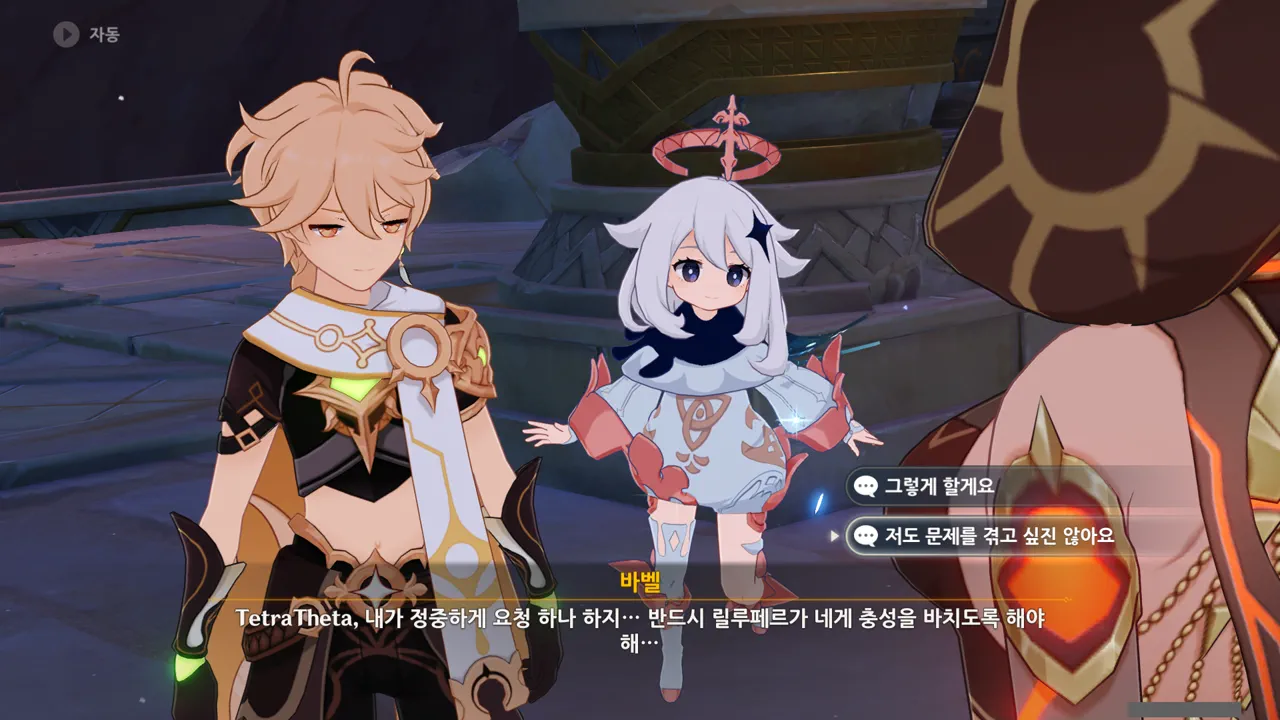 자동
그렇게 할게요
저도 문제를 겪고 싶진 않아요
바벨
TetraTheta, 내가 정중하게 요청 하나 하지… 반드시 릴루페르가 네게 충성을 바치도록 해야
해…